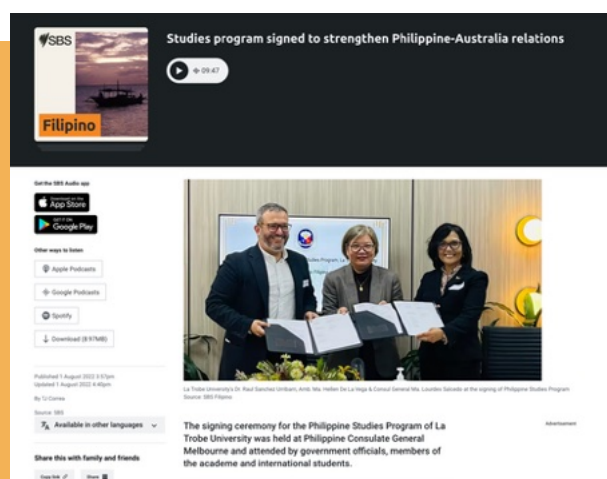 SBS
Filipino
Studies program signed to strengthen Philippine-Australia relations
09:47
Get the SBS Audio app
Download on the
App Store
GET IT ON
Google Play
Other ways to listen
Apple Podcasts
Google Podcasts
Spotify
Download (8.97MB)
Published 1 August 2022 3:57pm
Updated 1 August 2022 4:40pm
By TJ Correa
Source: SBS
Available in other languages
Share this with family and friends
Copy link
Share
La Trobe University's Dr. Raul Sanchez Urribarri, Amb. Ma. Hellen De La Vega & Consul General Ma. Lourdes Salcedo at the signing of Philippine Studies Program
Source: SBS Filipino
The signing ceremony for the Philippine Studies Program of La
Trobe University was held at Philippine Consulate General
Melbourne and attended by government officials, members of
the academe and international students.
Advertisement